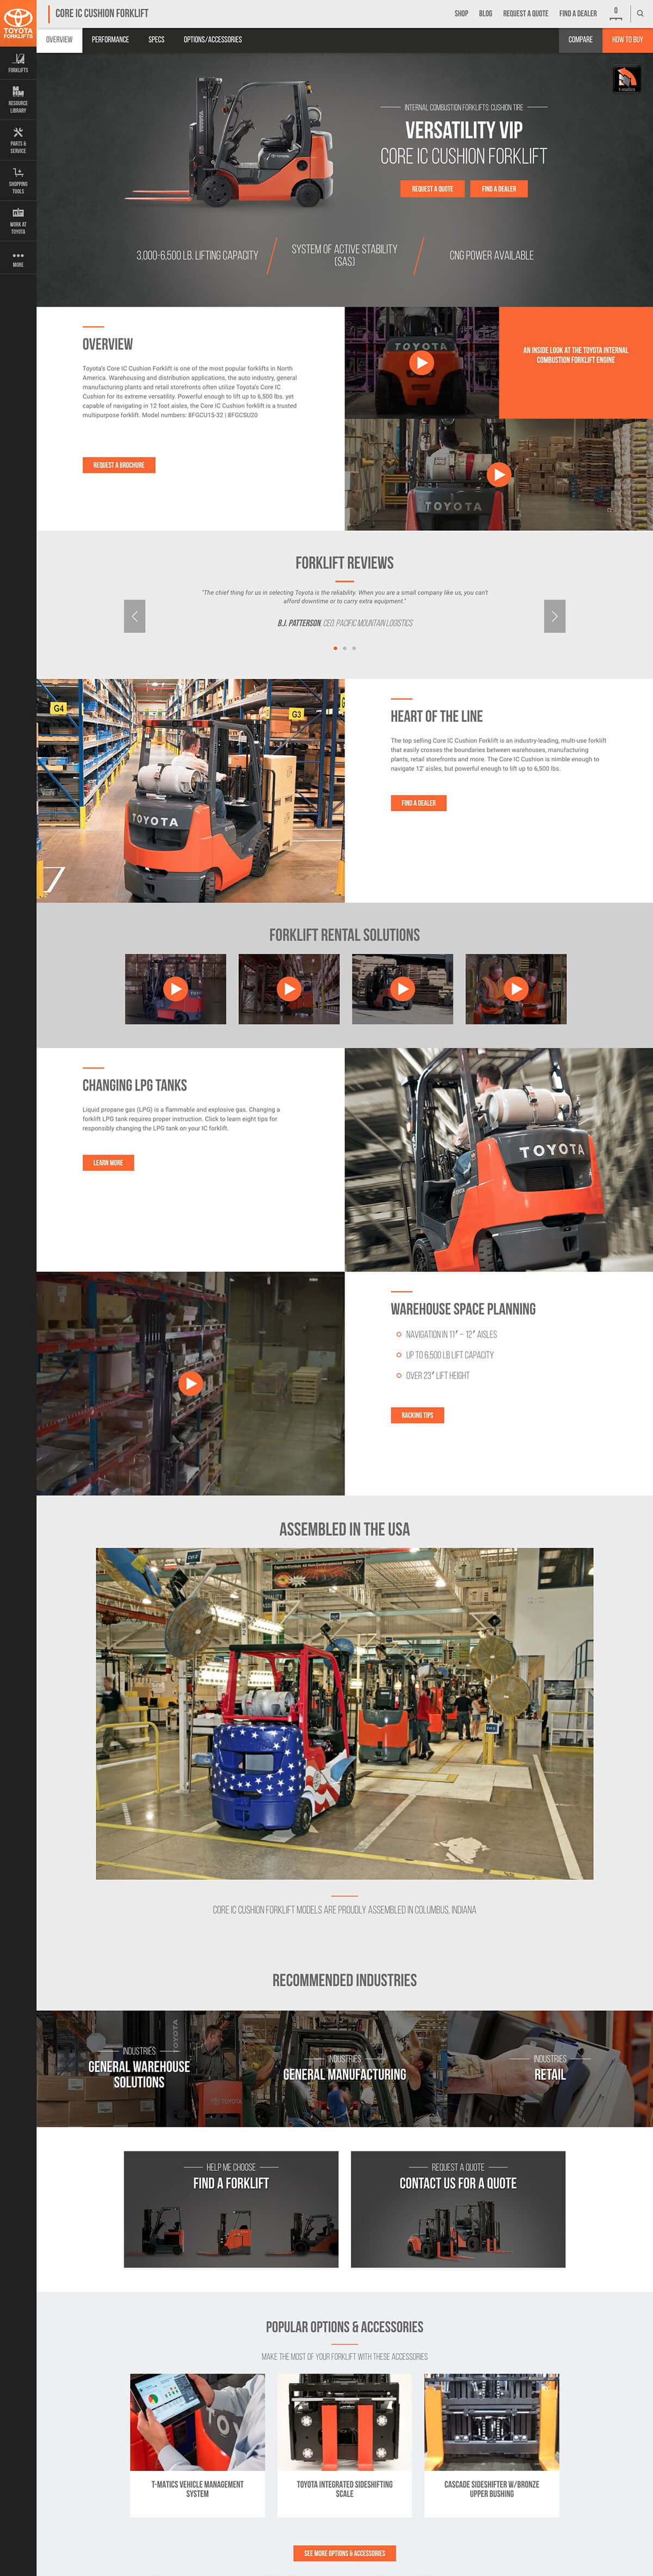 TOYOTA
FORKLIFTS
FORKLIFTS
RESOURCE
LIBRARY
PARTS &
SERVICE
SHOPPING
TOOLS
WORK AT
TOYOTA
MORE
CORE IC CUSHION FORKLIFT
SHOP BLOG REQUEST A QUOTE FIND A DEALER 0
OVERVIEW PERFORMANCE SPECS OPTIONS/ACCESSORIES COMPARE HOW TO BUY
INTERNAL COMBUSTION FORKLIFTS: CUSHION TIRE
VERSATILITY VIP
CORE IC CUSHION FORKLIFT
REQUEST A QUOTE FIND A DEALER
3,000-6,500 LB. LIFTING CAPACITY
SYSTEM OF ACTIVE STABILITY
(SAS)
CNG POWER AVAILABLE
OVERVIEW
Toyota's Core IC Cushion Forklift is one of the most popular forklifts in North
America. Warehousing and distribution applications, the auto industry, general
manufacturing plants and retail storefronts often utilize Toyota's Core IC
Cushion for its extreme versatility. Powerful enough to lift up to 6,500 lbs. yet
capable of navigating in 12 foot aisles, the Core IC Cushion forklift is a trusted
multipurpose forklift. Model numbers: 8FGCU15-32 | 8FGCSU20
REQUEST A BROCHURE
TOYOTA
AN INSIDE LOOK AT THE TOYOTA INTERNAL
COMBUSTION FORKLIFT ENGINE
TOYOTA
FORKLIFT REVIEWS
"The chief thing for us in selecting Toyota is the reliability. When you are a small company like us, you can't
afford downtime or to carry extra equipment."
B.J. PATTERSON, CEO, PACIFIC MOUNTAIN LOGISTICS
G4
G3
TOYOTA
HEART OF THE LINE
The top selling Core IC Cushion Forklift is an industry-leading, multi-use forklift
that easily crosses the boundaries between warehouses, manufacturing
plants, retail storefronts and more. The Core IC Cushion is nimble enough to
navigate 12' aisles, but powerful enough to lift up to 6,500 lbs.
FIND A DEALER
FORKLIFT RENTAL SOLUTIONS
CHANGING LPG TANKS
Liquid propane gas (LPG) is a flammable and explosive gas. Changing a
forklift LPG tank requires proper instruction. Click to learn eight tips for
responsibly changing the LPG tank on your IC forklift.
LEARN MORE
TOYOTA
WAREHOUSE SPACE PLANNING
NAVIGATION IN 11' – 12' AISLES
UP TO 6,500 LB LIFT CAPACITY
OVER 23' LIFT HEIGHT
RACKING TIPS
ASSEMBLED IN THE USA
CORE IC CUSHION FORKLIFT MODELS ARE PROUDLY ASSEMBLED IN COLUMBUS, INDIANA
RECOMMENDED INDUSTRIES
INDUSTRIES
GENERAL WAREHOUSE
SOLUTIONS
TOYOTA
TOYOTA
INDUSTRIES
GENERAL MANUFACTURING
INDUSTRIES
RETAIL
HELP ME CHOOSE
FIND A FORKLIFT
REQUEST A QUOTE
CONTACT US FOR A QUOTE
POPULAR OPTIONS & ACCESSORIES
MAKE THE MOST OF YOUR FORKLIFT WITH THESE ACCESSORIES
T-MATICS VEHICLE MANAGEMENT
SYSTEM
TOYOTA INTEGRATED SIDESHIFTING
SCALE
CASCADE SIDESHIFTER W/BRONZE
UPPER BUSHING
SEE MORE OPTIONS & ACCESSORIES